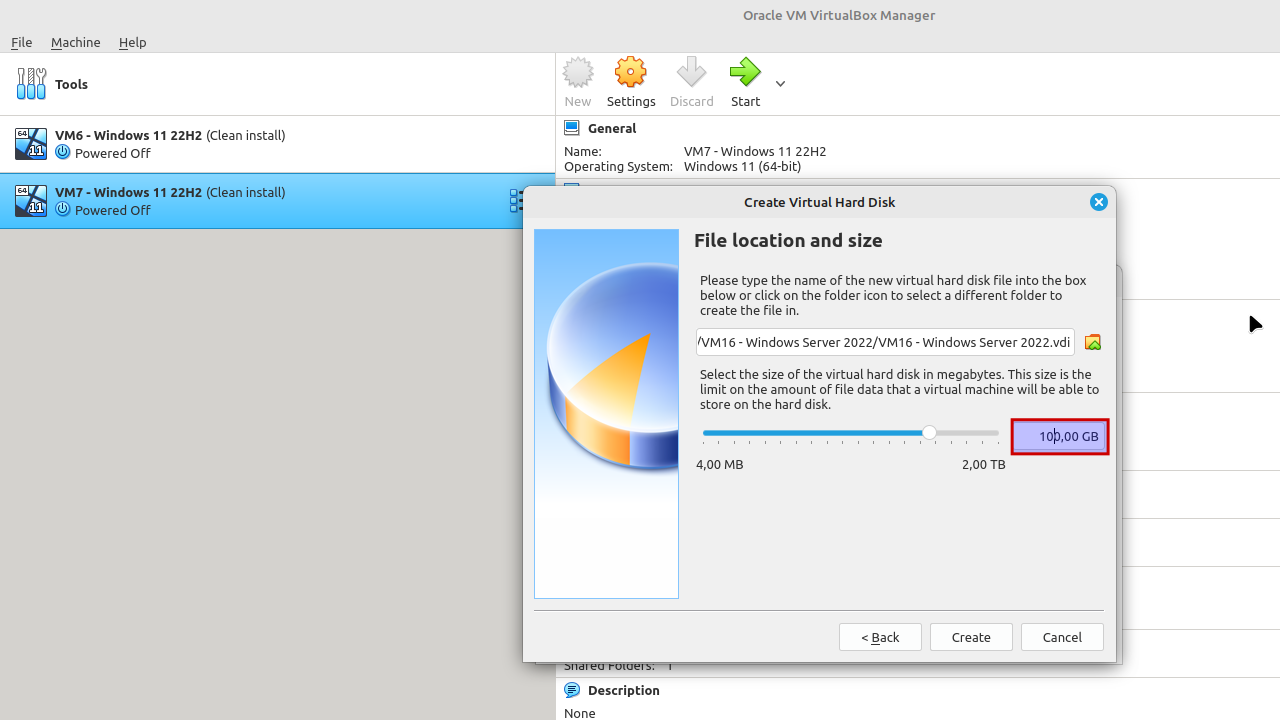 Oracle VM VirtualBox Manager
File Machine Help
Tools
New Settings Discard Start
64
11
VM6 - Windows 11 22H2 (Clean install)
Powered Off
64
11
VM7 - Windows 11 22H2 (Clean install)
Powered Off
General
Name: VM7 - Windows 11 22H2
Operating System: Windows 11 (64-bit)
Create Virtual Hard Disk
File location and size
Please type the name of the new virtual hard disk file into the box
below or click on the folder icon to select a different folder to
create the file in.
/VM16 - Windows Server 2022/VM16 - Windows Server 2022.vdi
Select the size of the virtual hard disk in megabytes. This size is the
limit on the amount of file data that a virtual machine will be able to
store on the hard disk.
100,00 GB
4,00 MB 2,00 TB
< Back Create Cancel
Shared Folders: 1
Description
None